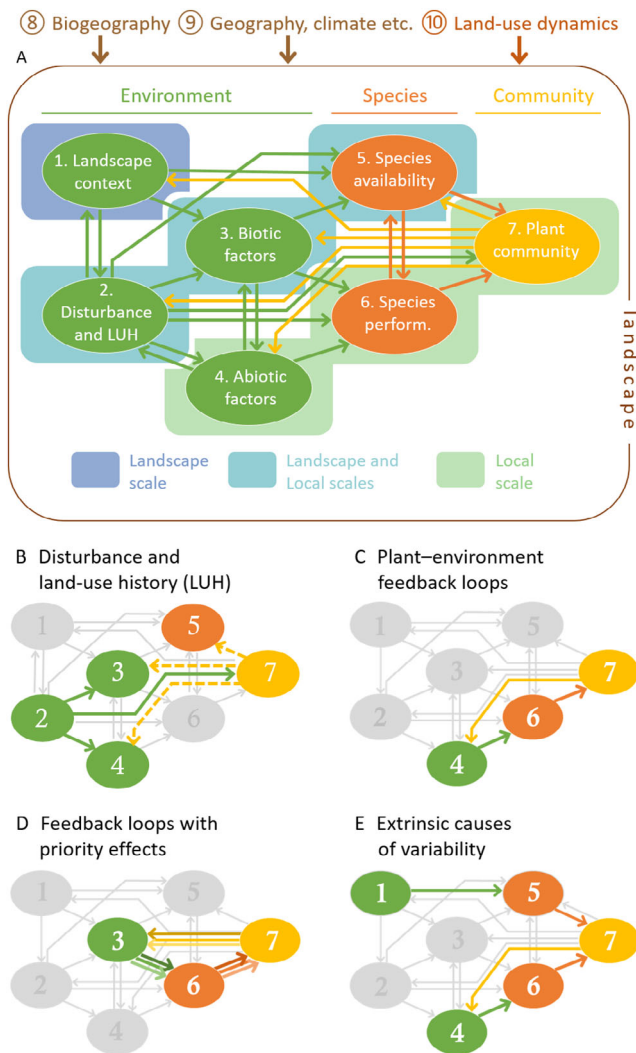 ⑧ Biogeography ⑨ Geography, climate etc. ⑩ Land-use dynamics
A
Environment Species Community
1. Landscape
context
5. Species
availability
3. Biotic
factors
7. Plant
community
2.
Disturbance
and LUH
6. Species
perform.
4. Abiotic
factors
landscape
Landscape
scale
Landscape and
Local scales
Local
scale
B Disturbance and
land-use history (LUH)
1
5
3
7
2
6
4
C Plant–environment
feedback loops
1
5
3
7
2
6
4
D Feedback loops with
priority effects
1
5
3
7
2
6
4
E Extrinsic causes
of variability
1
5
3
7
2
6
4